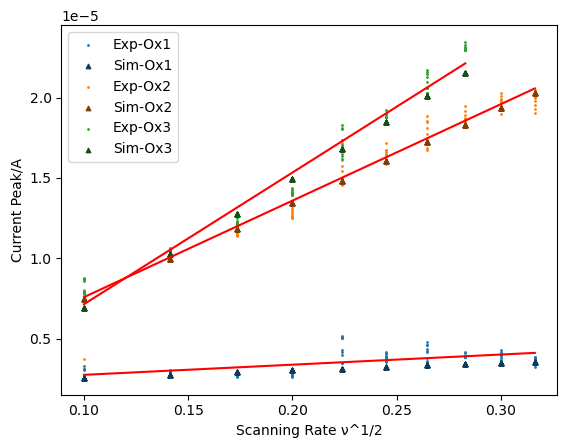 1e−5
Exp-Ox1
Sim-Ox1
Exp-Ox2
Sim-Ox2
Exp-Ox3
Sim-Ox3
2.0
1.5
1.0
0.5
Current Peak/A
0.10 0.15 0.20 0.25 0.30
Scanning Rate ν^1/2